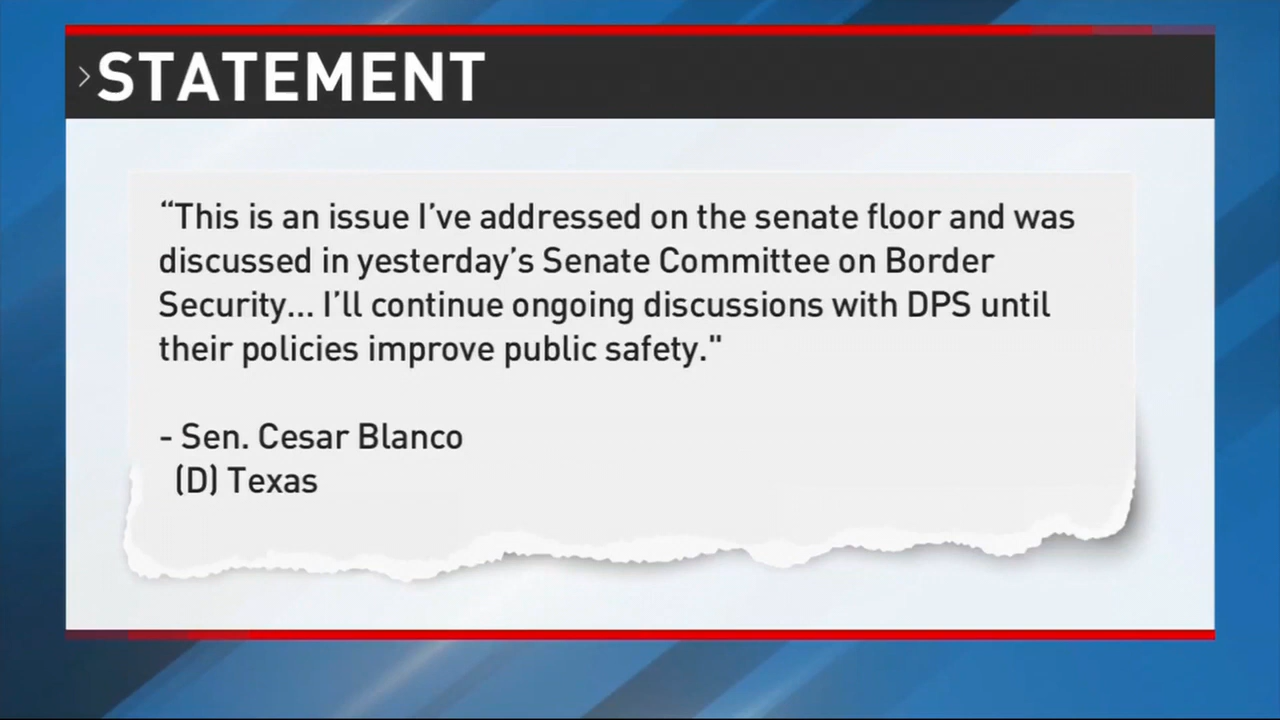 >STATEMENT
“This is an issue I’ve addressed on the senate floor and was
discussed in yesterday’s Senate Committee on Border
Security... I’ll continue ongoing discussions with DPS until
their policies improve public safety."
- Sen. Cesar Blanco
(D) Texas